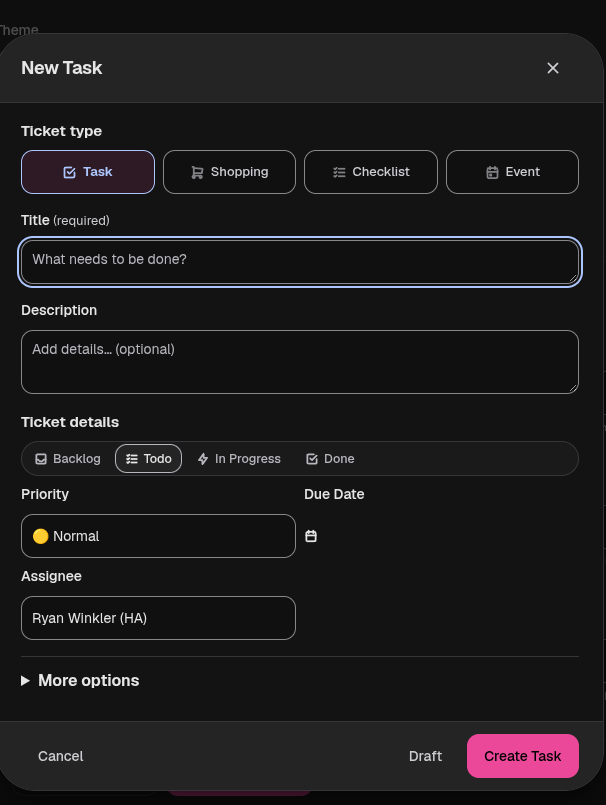 Theme
New Task
Ticket type
Task Shopping Checklist Event
Title (required)
What needs to be done?
Description
Add details... (optional)
Ticket details
Backlog Todo In Progress Done
Priority Due Date
Normal
Assignee
Ryan Winkler (HA)
More options
Cancel Draft Create Task